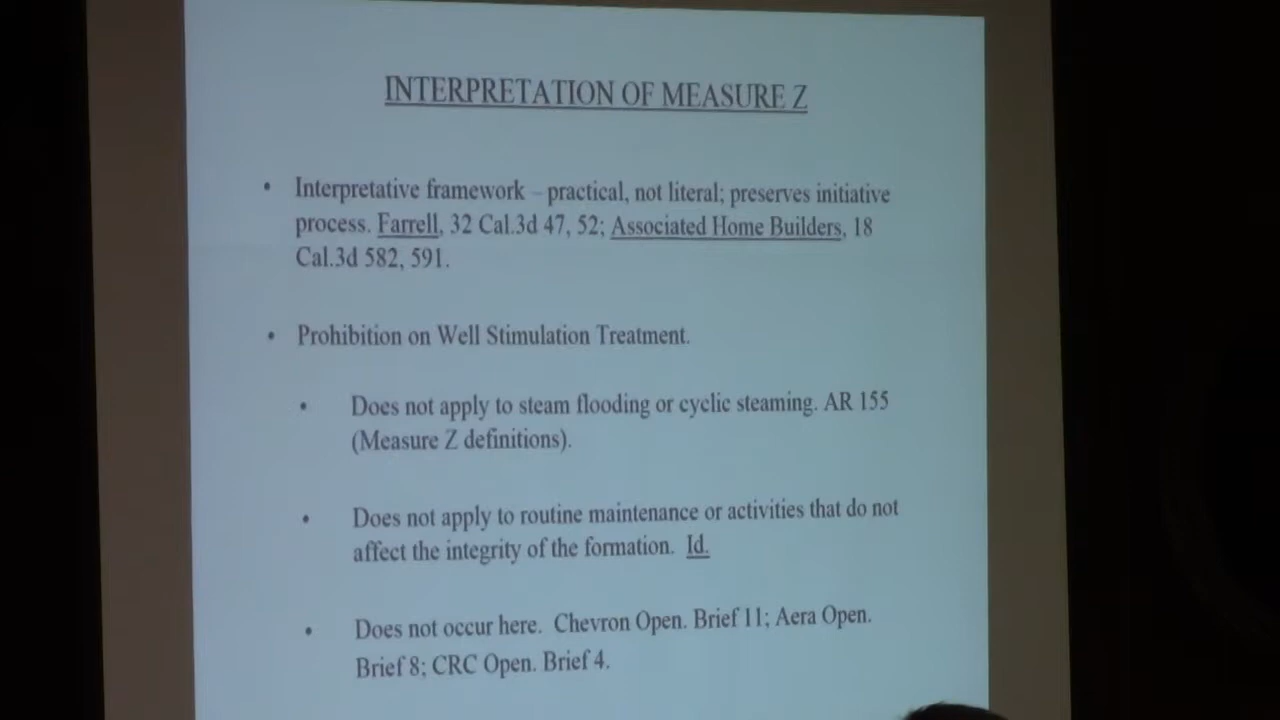 INTERPRETATION OF MEASURE Z
• Interpretative framework – practical, not literal; preserves initiative
process. Farrell, 32 Cal.3d 47, 52; Associated Home Builders, 18
Cal.3d 582, 591.
• Prohibition on Well Stimulation Treatment.
• Does not apply to steam flooding or cyclic steaming. AR 155
(Measure Z definitions).
• Does not apply to routine maintenance or activities that do not
affect the integrity of the formation. Id.
• Does not occur here. Chevron Open. Brief 11; Aera Open.
Brief 8; CRC Open. Brief 4.